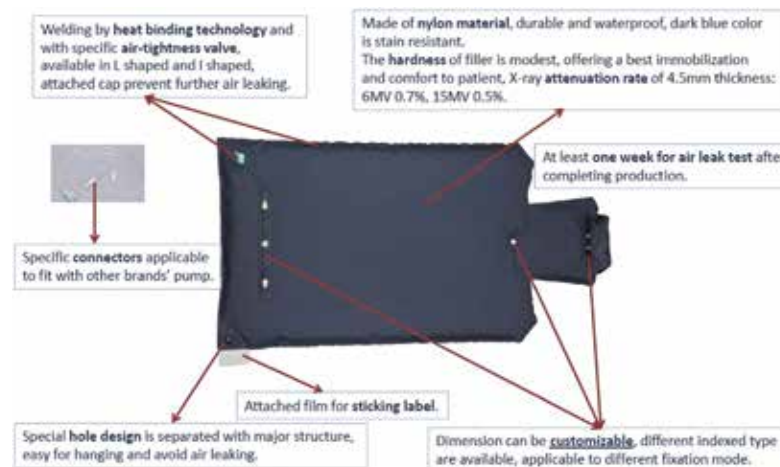 Welding by heat binding technology and
with specific air-tightness valve,
available in L shaped and I shaped,
attached cap prevent further air leaking.
Made of nylon material, durable and waterproof, dark blue color
is stain resistant.
The hardness of filler is modest, offering a best immobilization
and comfort to patient, X-ray attenuation rate of 4.5mm thickness:
6MV 0.7%, 15MV 0.5%.
At least one week for air leak test after
completing production.
Specific connectors applicable
to fit with other brands' pump.
Attached film for sticking label.
Special hole design is separated with major structure,
easy for hanging and avoid air leaking.
Dimension can be customizable, different indexed type
are available, applicable to different fixation mode.